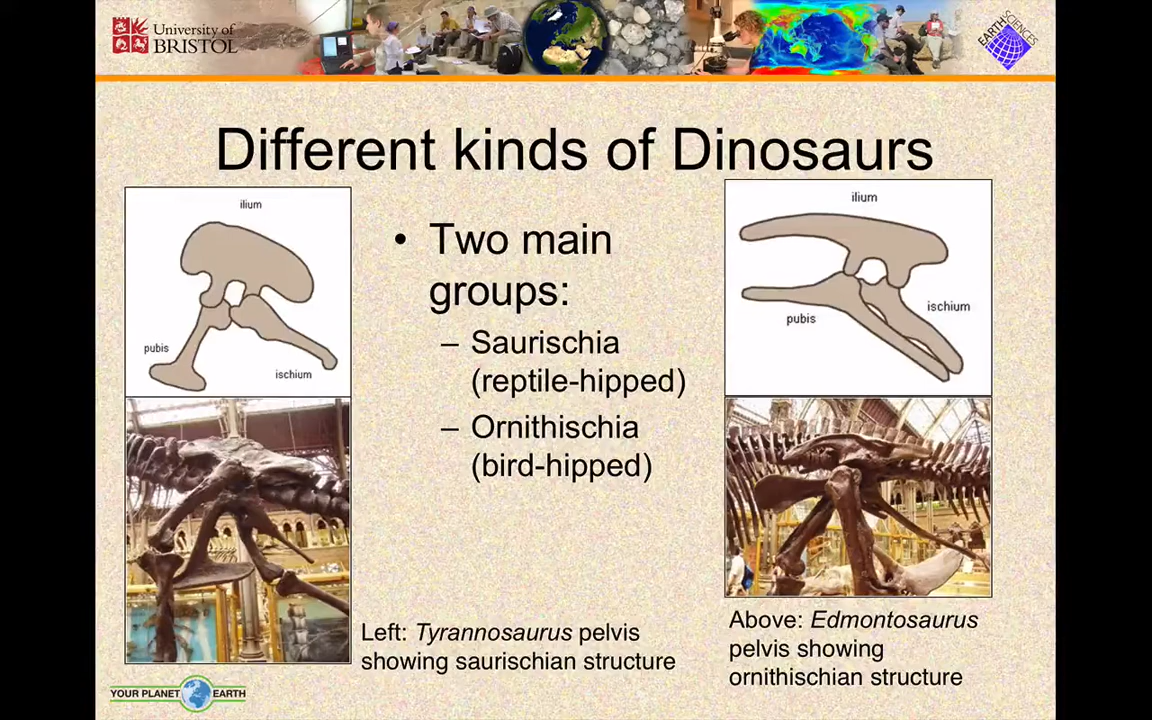 University of
BRISTOL
EARTH SCIENCES
Different kinds of Dinosaurs
ilium
pubis
ischium
• Two main
groups:
– Saurischia
(reptile-hipped)
– Ornithischia
(bird-hipped)
ilium
pubis
ischium
Left: Tyrannosaurus pelvis
showing saurischian structure
Above: Edmontosaurus
pelvis showing
ornithischian structure
YOUR PLANET EARTH